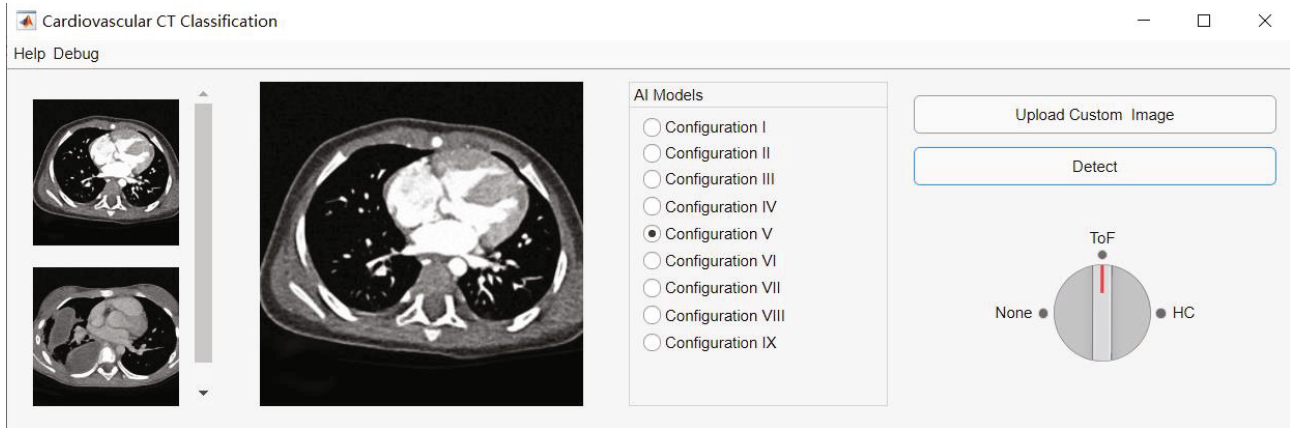 Cardiovascular CT Classification
Help Debug
AI Models
Configuration I
Configuration II
Configuration III
Configuration IV
Configuration V
Configuration VI
Configuration VII
Configuration VIII
Configuration IX
Upload Custom Image
Detect
ToF
None
HC